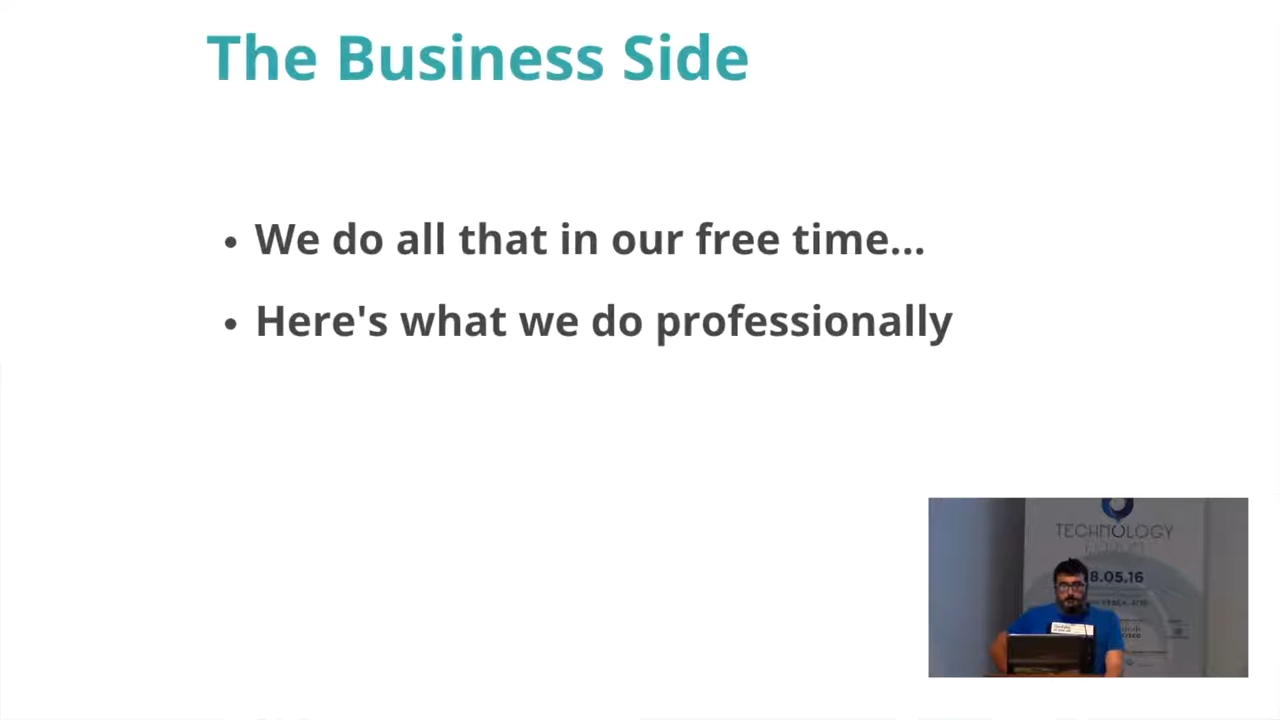 The Business Side
• We do all that in our free time...
• Here's what we do professionally
TECHNOLOGY
8.05.16